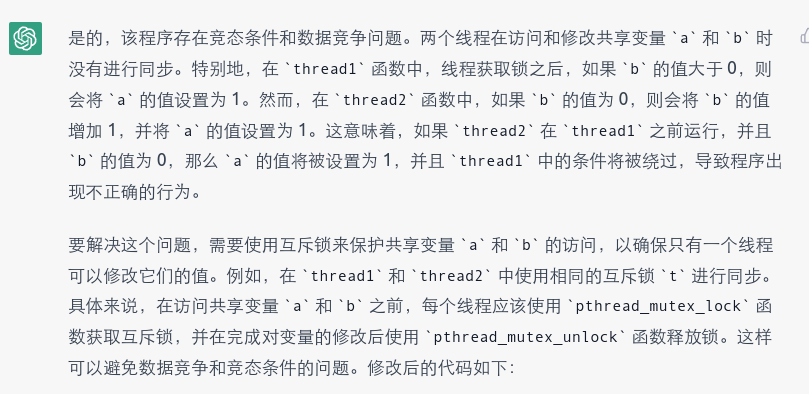 是的，该程序存在竞态条件和数据竞争问题。两个线程在访问和修改共享变量 `a` 和 `b` 时
没有进行同步。特别地，在 `thread1` 函数中，线程获取锁之后，如果 `b` 的值大于 0，则
会将 `a` 的值设置为 1。然而，在 `thread2` 函数中，如果 `b` 的值为 0，则会将 `b` 的值
增加 1，并将 `a` 的值设置为 1。这意味着，如果 `thread2` 在 `thread1` 之前运行，并且
`b` 的值为 0，那么 `a` 的值将被设置为 1，并且 `thread1` 中的条件将被绕过，导致程序出
现不正确的行为。
要解决这个问题，需要使用互斥锁来保护共享变量 `a` 和 `b` 的访问，以确保只有一个线程
可以修改它们的值。例如，在 `thread1` 和 `thread2` 中使用相同的互斥锁 `t` 进行同步。
具体来说，在访问共享变量 `a` 和 `b` 之前，每个线程应该使用 `pthread_mutex_lock` 函
数获取互斥锁，并在完成对变量的修改后使用 `pthread_mutex_unlock` 函数释放锁。这样
可以避免数据竞争和竞态条件的问题。修改后的代码如下：